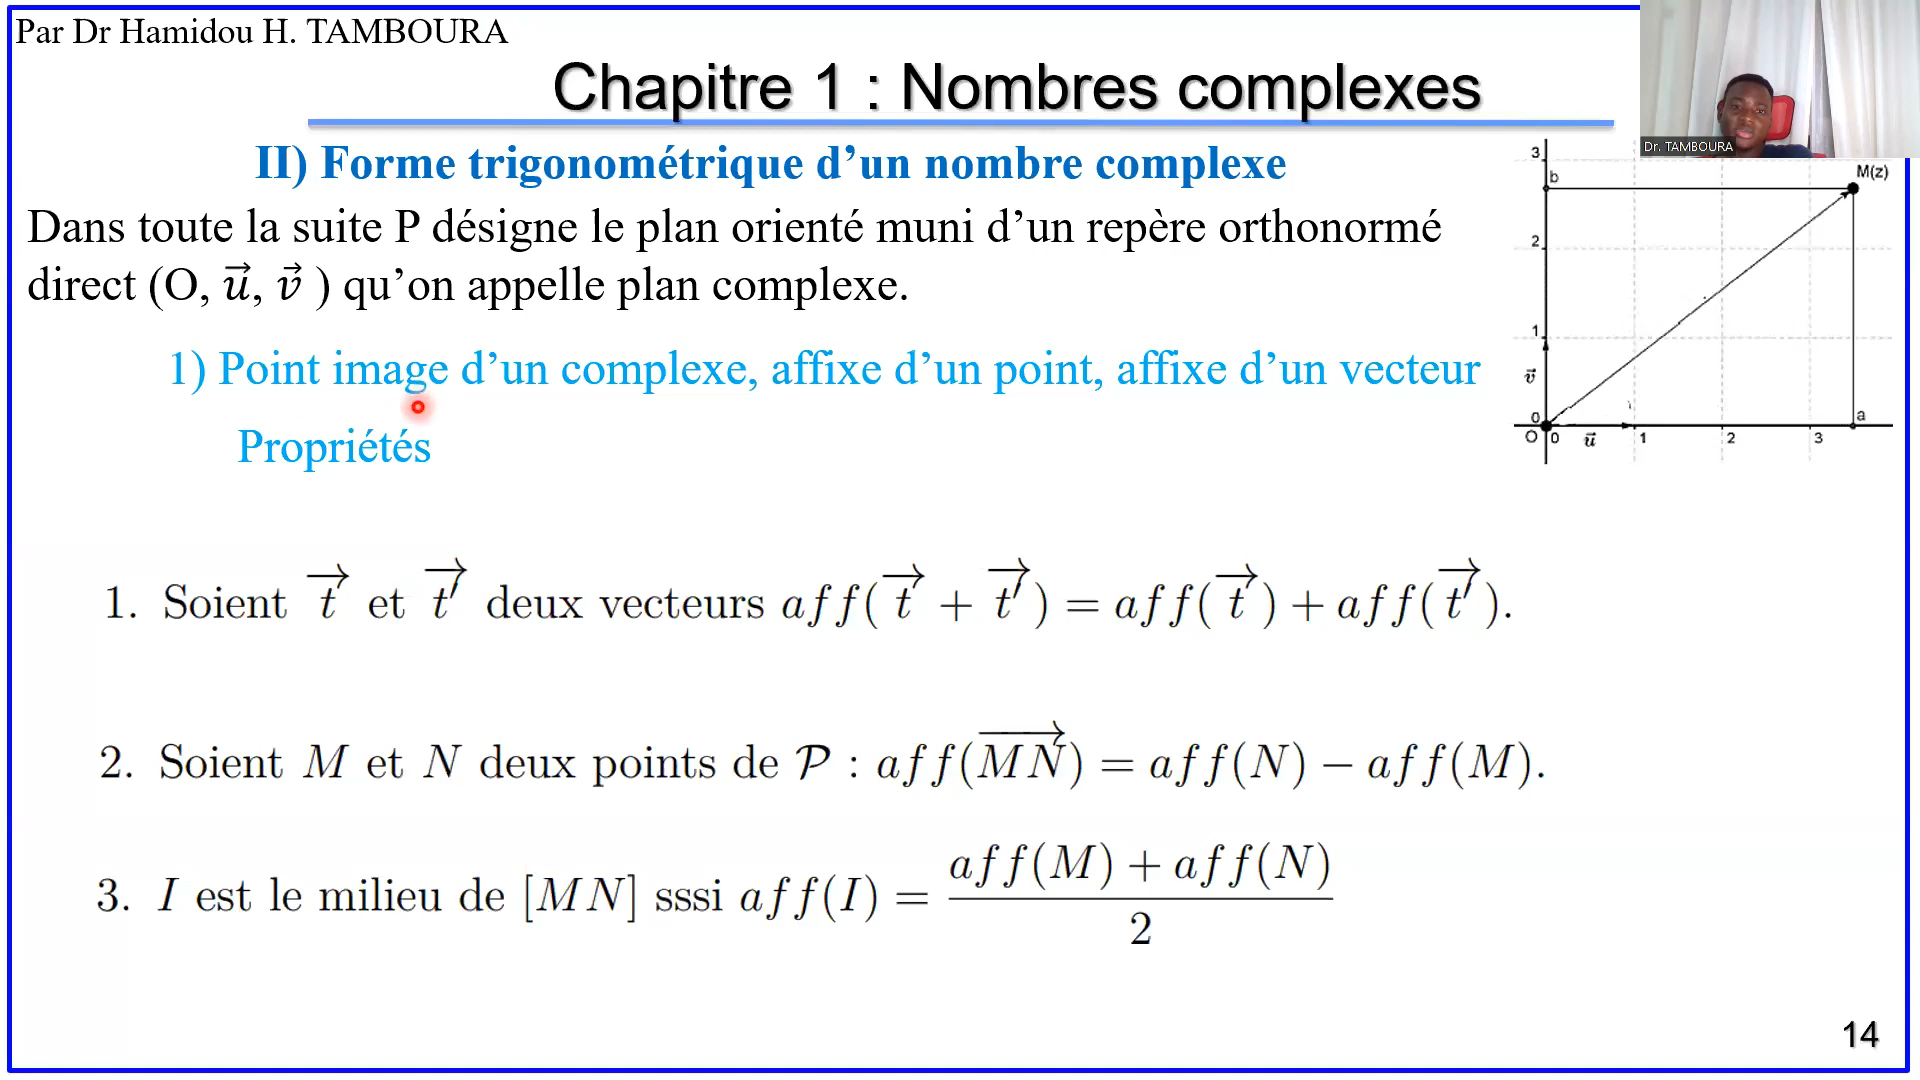 Par Dr Hamidou H. TAMBOURA
Chapitre 1 : Nombres complexes
Dr. TAMBOURA
II) Forme trigonométrique d’un nombre complexe
Dans toute la suite P désigne le plan orienté muni d’un repère orthonormé
direct (O, u⃗, v⃗ ) qu’on appelle plan complexe.
1) Point image d’un complexe, affixe d’un point, affixe d’un vecteur
Propriétés
3
b
M(z)
2
1
v⃗
0
a
O 0 u⃗ 1 2 3
1. Soient t⃗ et t⃗′ deux vecteurs aff(t⃗ + t⃗′) = aff(t⃗) + aff(t⃗′).
2. Soient M et N deux points de 𝒫 : aff(MN⃗) = aff(N) − aff(M).
3. I est le milieu de [MN] sssi aff(I) = (aff(M) + aff(N)) / 2
14